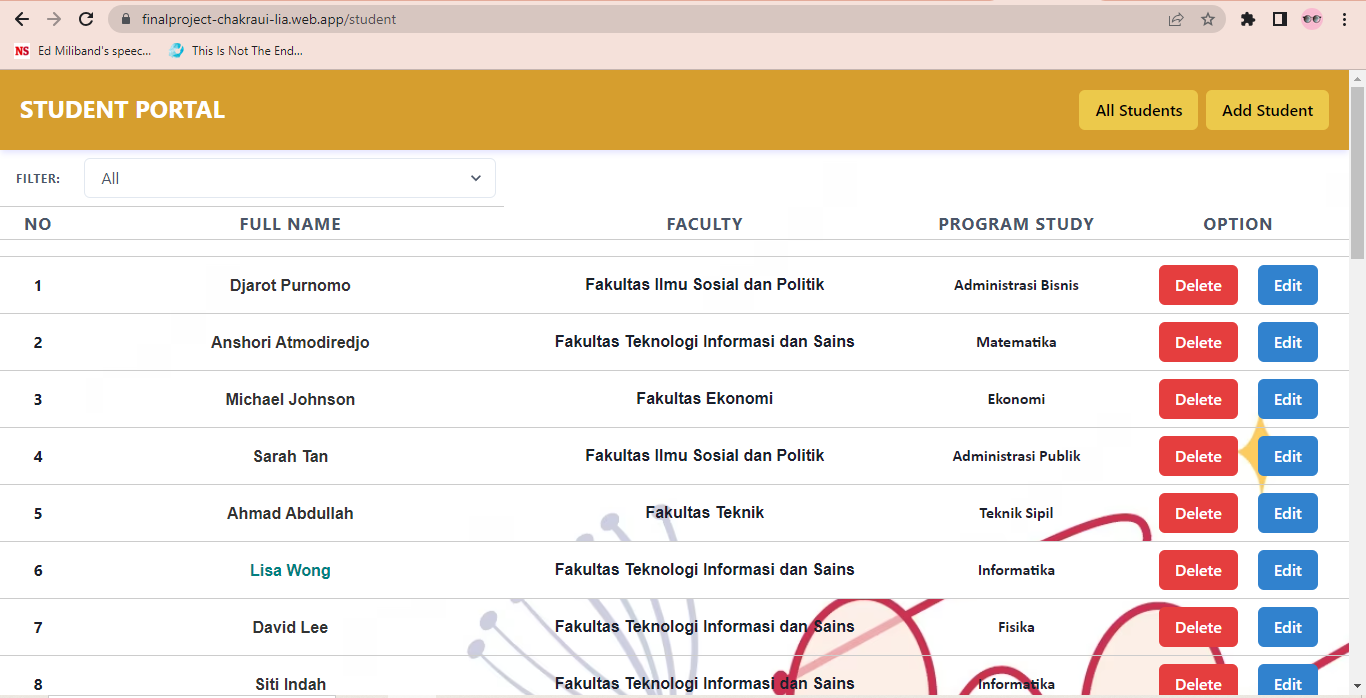 finalproject-chakraui-lia.web.app/student
NS Ed Miliband's speec... This Is Not The End...
STUDENT PORTAL All Students Add Student
FILTER: All
NO FULL NAME FACULTY PROGRAM STUDY OPTION
1 Djarot Purnomo Fakultas Ilmu Sosial dan Politik Administrasi Bisnis Delete Edit
2 Anshori Atmodiredjo Fakultas Teknologi Informasi dan Sains Matematika Delete Edit
3 Michael Johnson Fakultas Ekonomi Ekonomi Delete Edit
4 Sarah Tan Fakultas Ilmu Sosial dan Politik Administrasi Publik Delete Edit
5 Ahmad Abdullah Fakultas Teknik Teknik Sipil Delete Edit
6 Lisa Wong Fakultas Teknologi Informasi dan Sains Informatika Delete Edit
7 David Lee Fakultas Teknologi Informasi dan Sains Fisika Delete Edit
8 Siti Indah Fakultas Teknologi Informasi dan Sains Informatika Delete Edit